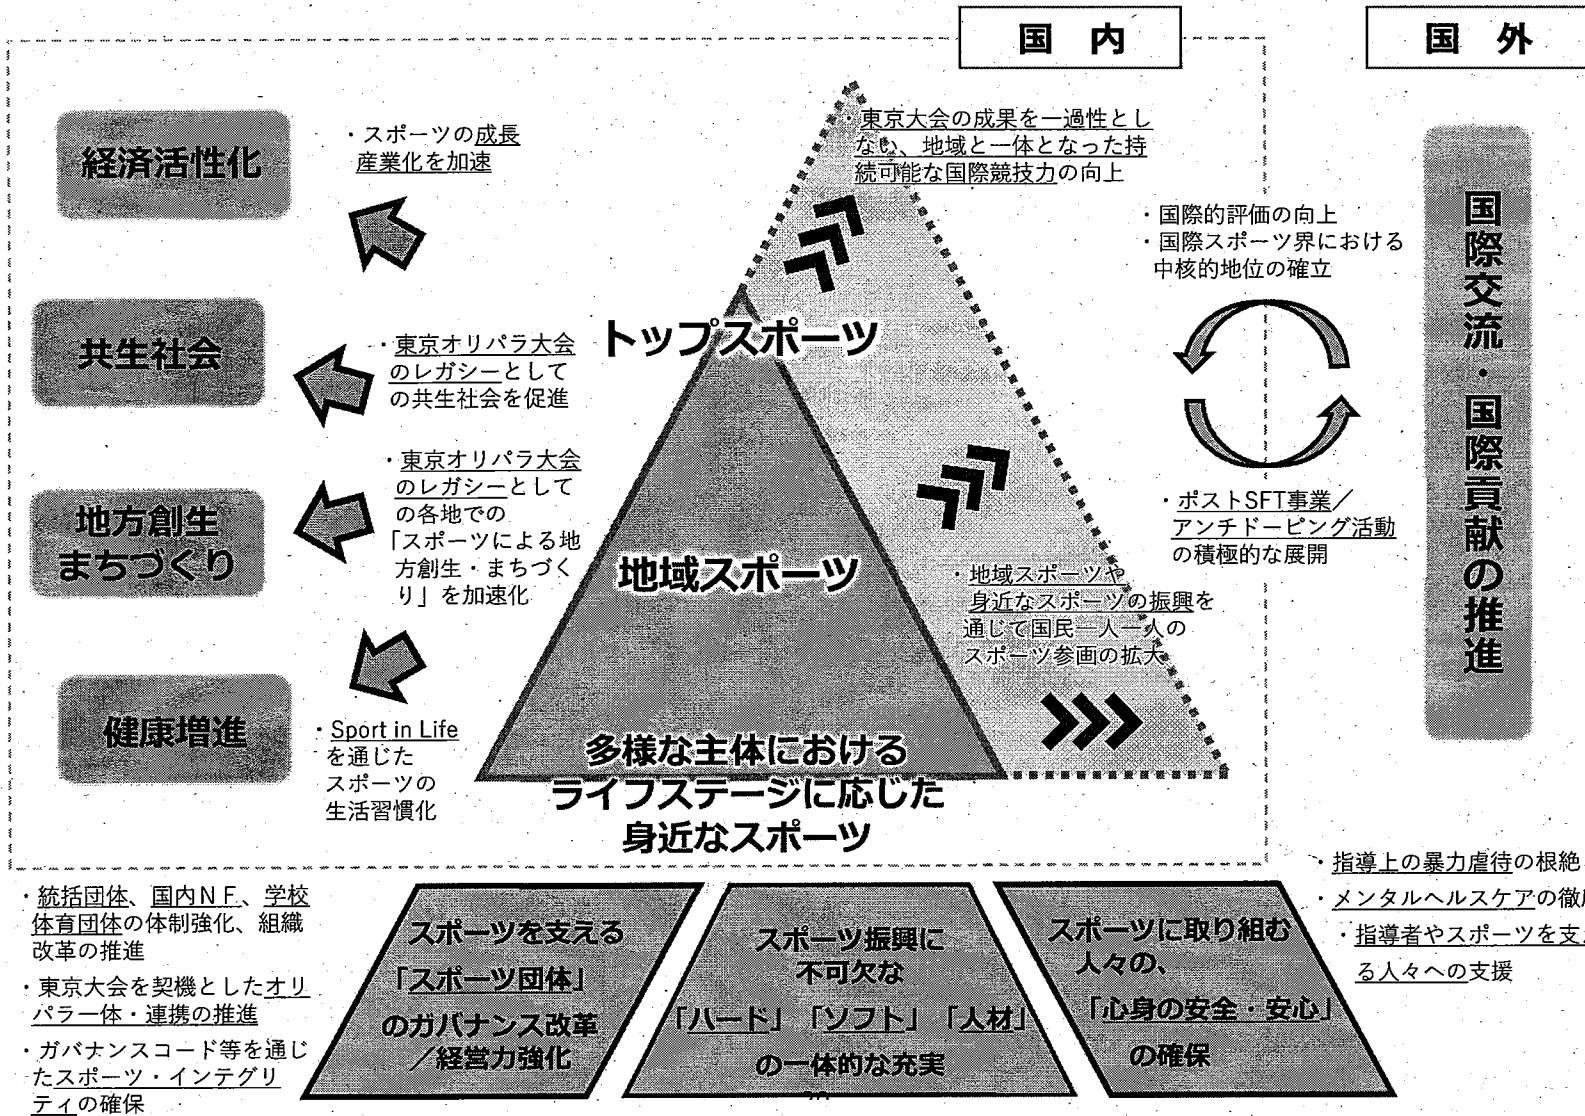 国 内
国 外
経済活性化
・スポーツの成長
産業化を加速
・東京大会の成果を一過性とし
ない、地域と一体となった持
続可能な国際競技力の向上
・国際的評価の向上
・国際スポーツ界における
中核的地位の確立
国際交流・国際貢献の推進
共生社会
・東京オリパラ大会
のレガシーとして
の共生社会を促進
トップスポーツ
地方創生
まちづくり
・東京オリパラ大会
のレガシーとして
の各地での
「スポーツによる地
方創生・まちづく
り」を加速化
地域スポーツ
・ポストSFT事業/
アンチドーピング活動
の積極的な展開
・地域スポーツや
身近なスポーツの振興を
通じて国民一人一人の
スポーツ参画の拡大
健康増進
・Sport in Life
を通じた
スポーツの
生活習慣化
多様な主体における
ライフステージに応じた
身近なスポーツ
・統括団体、国内NF、学校
体育団体の体制強化、組織
改革の推進
・東京大会を契機としたオリ
パラ一体・連携の推進
・ガバナンスコード等を通じ
たスポーツ・インテグリ
ティの確保
スポーツを支える
「スポーツ団体」
のガバナンス改革
/経営力強化
スポーツ振興に
不可欠な
「ハード」「ソフト」「人材」
の一体的な充実
スポーツに取り組む
人々の、
「心身の安全・安心」
の確保
・指導上の暴力虐待の根絶
・メンタルヘルスケアの徹
・指導者やスポーツを支
る人々への支援